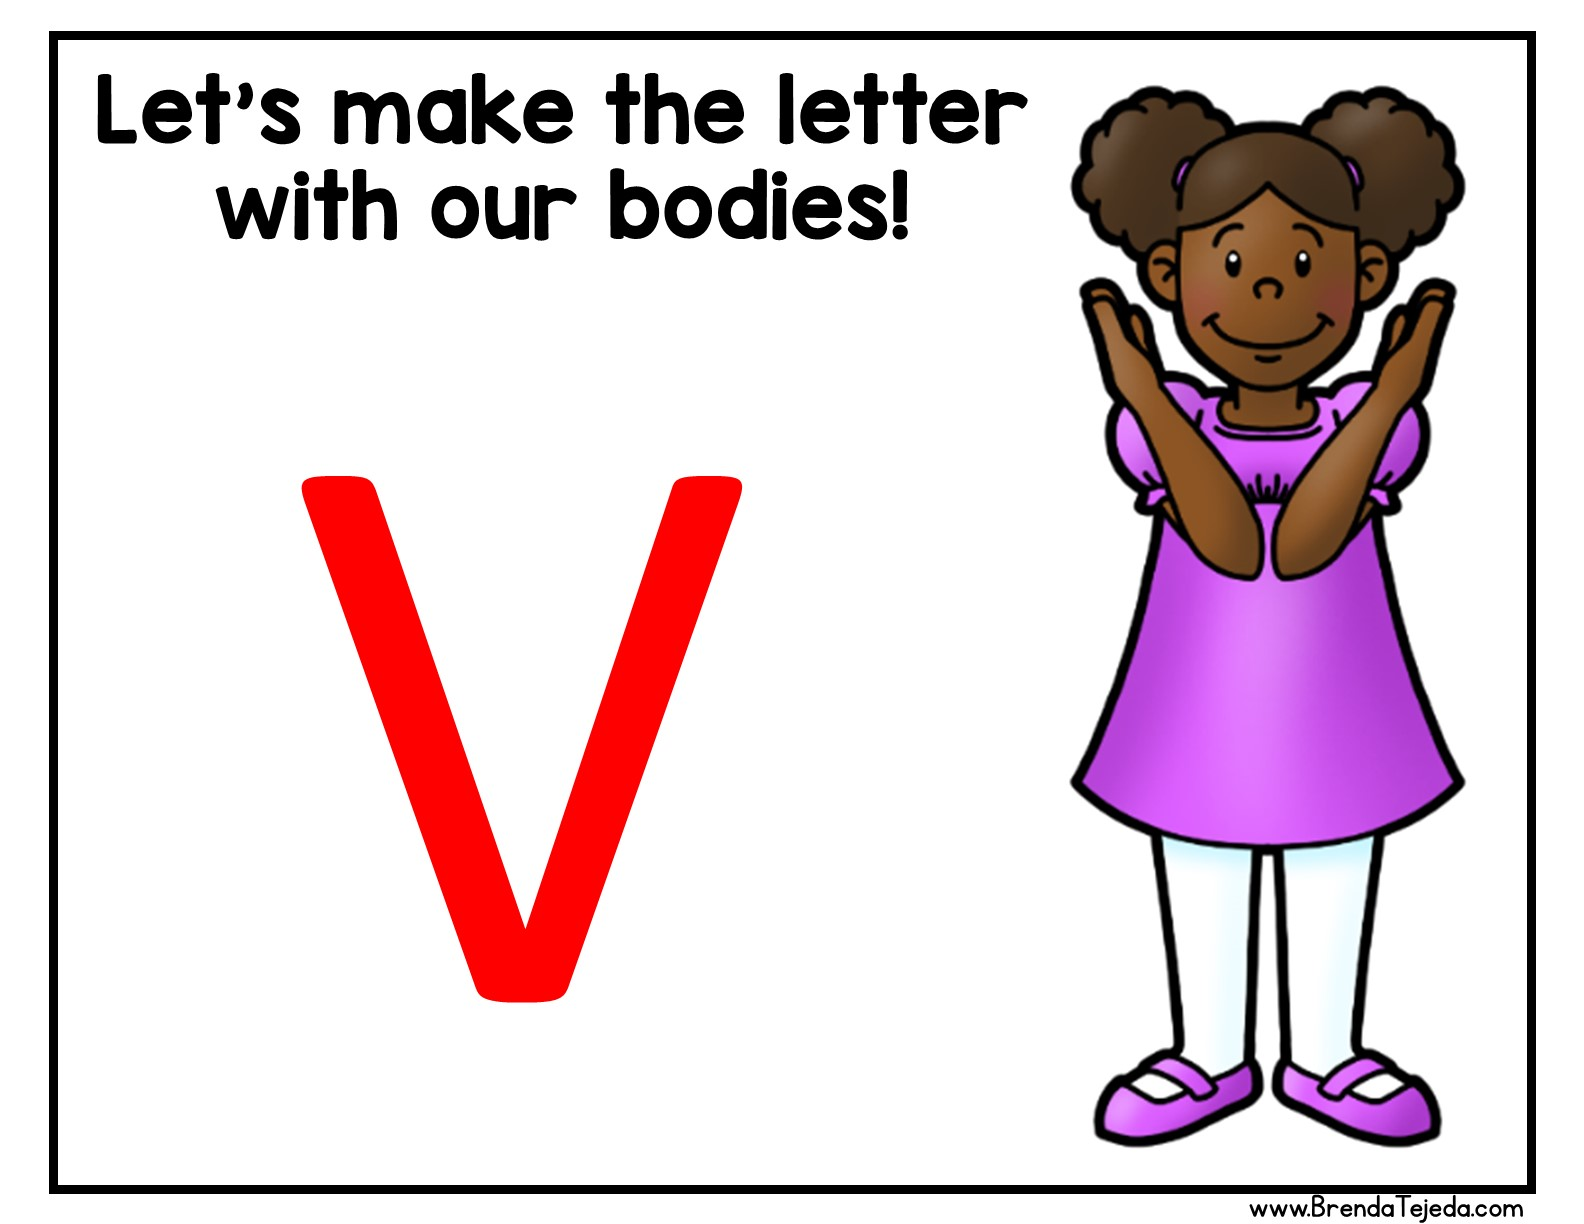 Let's make the letter
with our bodies!
V
www.BrendaTejeda.com